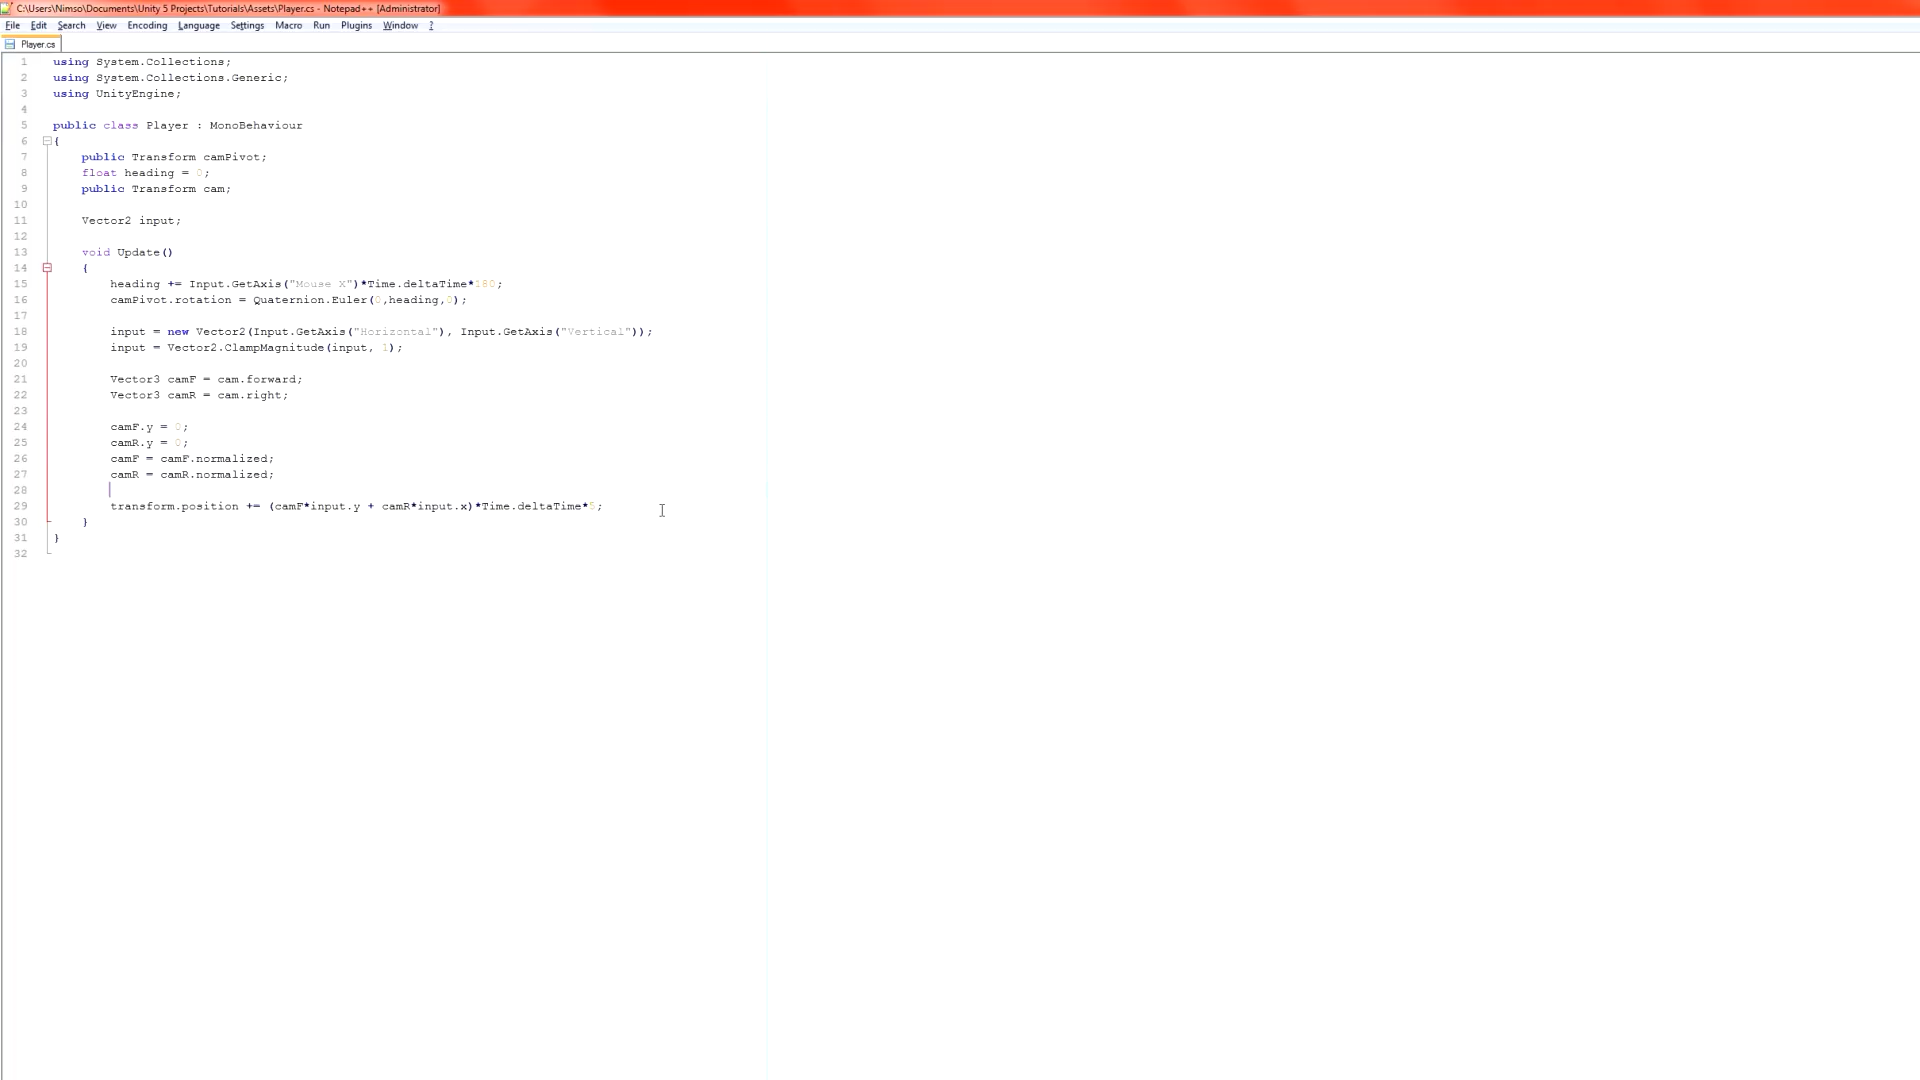 C:\Users\Nimso\Documents\Unity 5 Projects\Tutorials\Assets\Player.cs - Notepad++ [Administrator]
File Edit Search View Encoding Language Settings Macro Run Plugins Window ?
Player.cs
1 using System.Collections;
2 using System.Collections.Generic;
3 using UnityEngine;
4
5 public class Player : MonoBehaviour
6 {
7 public Transform camPivot;
8 float heading = 0;
9 public Transform cam;
10
11 Vector2 input;
12
13 void Update()
14 {
15 heading += Input.GetAxis("Mouse X")*Time.deltaTime*180;
16 camPivot.rotation = Quaternion.Euler(0,heading,0);
17
18 input = new Vector2(Input.GetAxis("Horizontal"), Input.GetAxis("Vertical"));
19 input = Vector2.ClampMagnitude(input, 1);
20
21 Vector3 camF = cam.forward;
22 Vector3 camR = cam.right;
23
24 camF.y = 0;
25 camR.y = 0;
26 camF = camF.normalized;
27 camR = camR.normalized;
28
29 transform.position += (camF*input.y + camR*input.x)*Time.deltaTime*5;
30 }
31 }
32